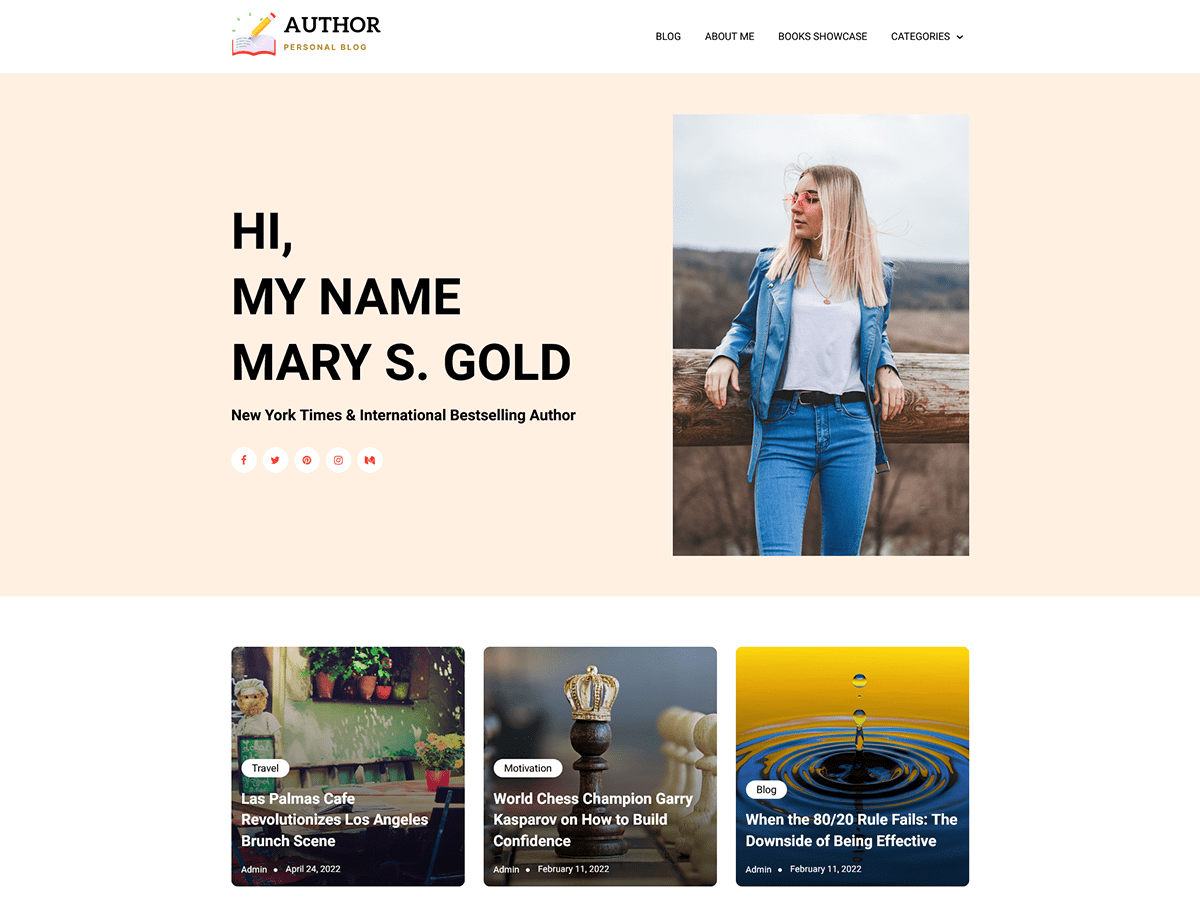 AUTHOR
PERSONAL BLOG
BLOG ABOUT ME BOOKS SHOWCASE CATEGORIES
HI,
MY NAME
MARY S. GOLD
New York Times & International Bestselling Author
Travel
Las Palmas Cafe
Revolutionizes Los Angeles
Brunch Scene
Admin • April 24, 2022
Motivation
World Chess Champion Garry
Kasparov on How to Build
Confidence
Admin • February 11, 2022
Blog
When the 80/20 Rule Fails: The
Downside of Being Effective
Admin • February 11, 2022